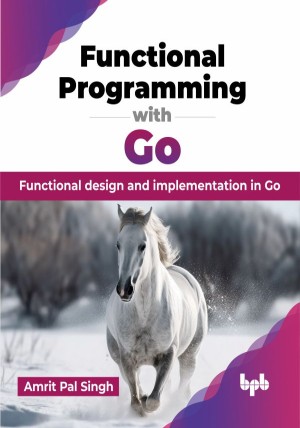 Functional
Programming
with
Go
Functional design and implementation in Go
Amrit Pal Singh
bpb